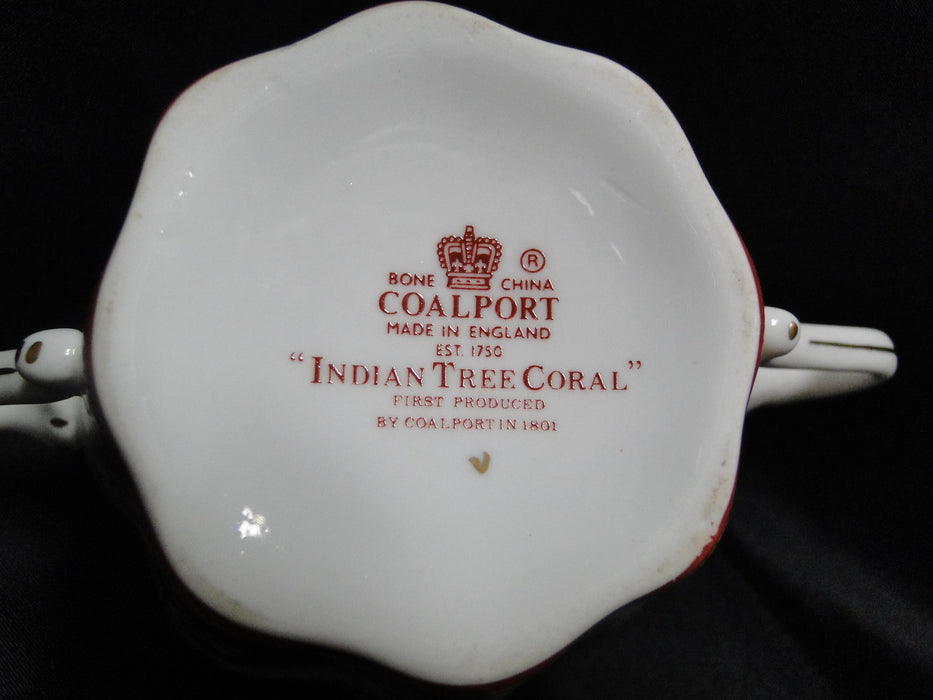 ®
BONE CHINA
COALPORT
MADE IN ENGLAND
EST. 1750
“INDIAN TREE CORAL”
FIRST PRODUCED
BY COALPORT IN 1801